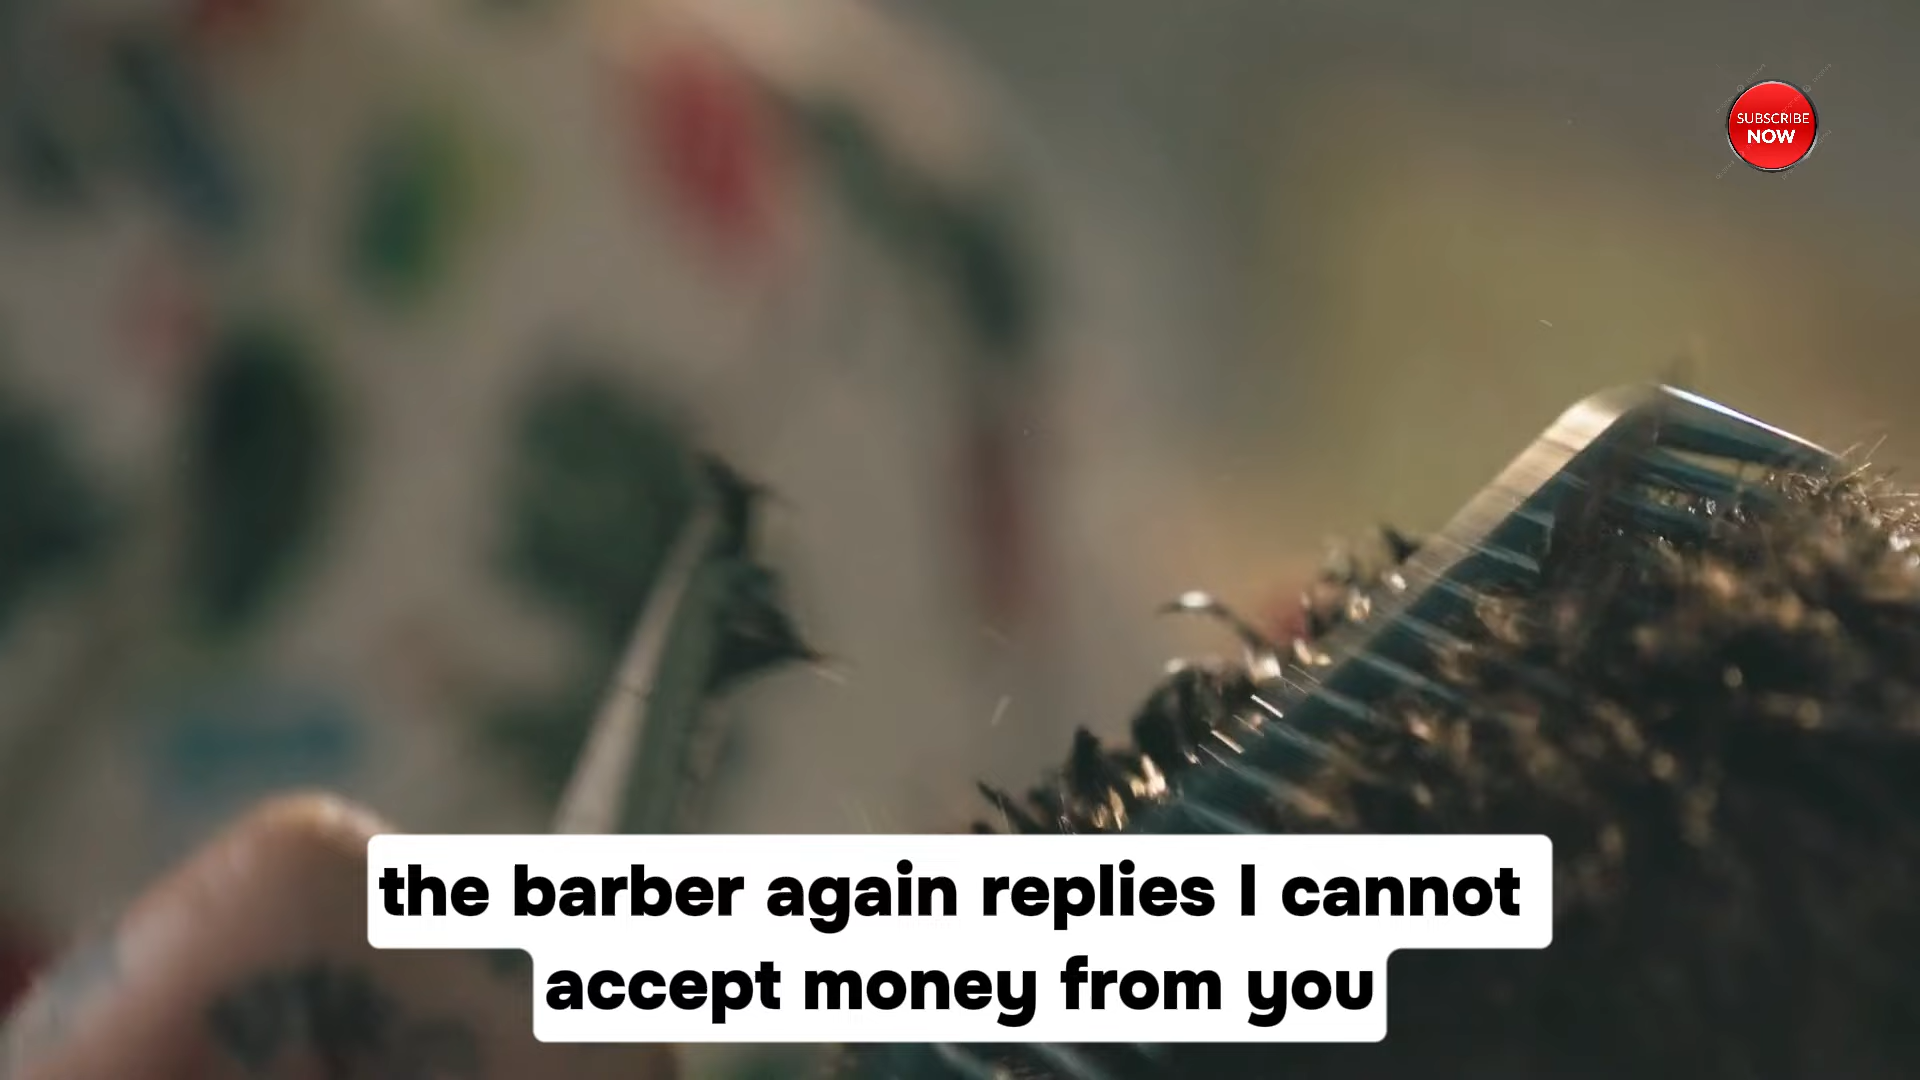 SUBSCRIBE
NOW
the barber again replies I cannot
accept money from you